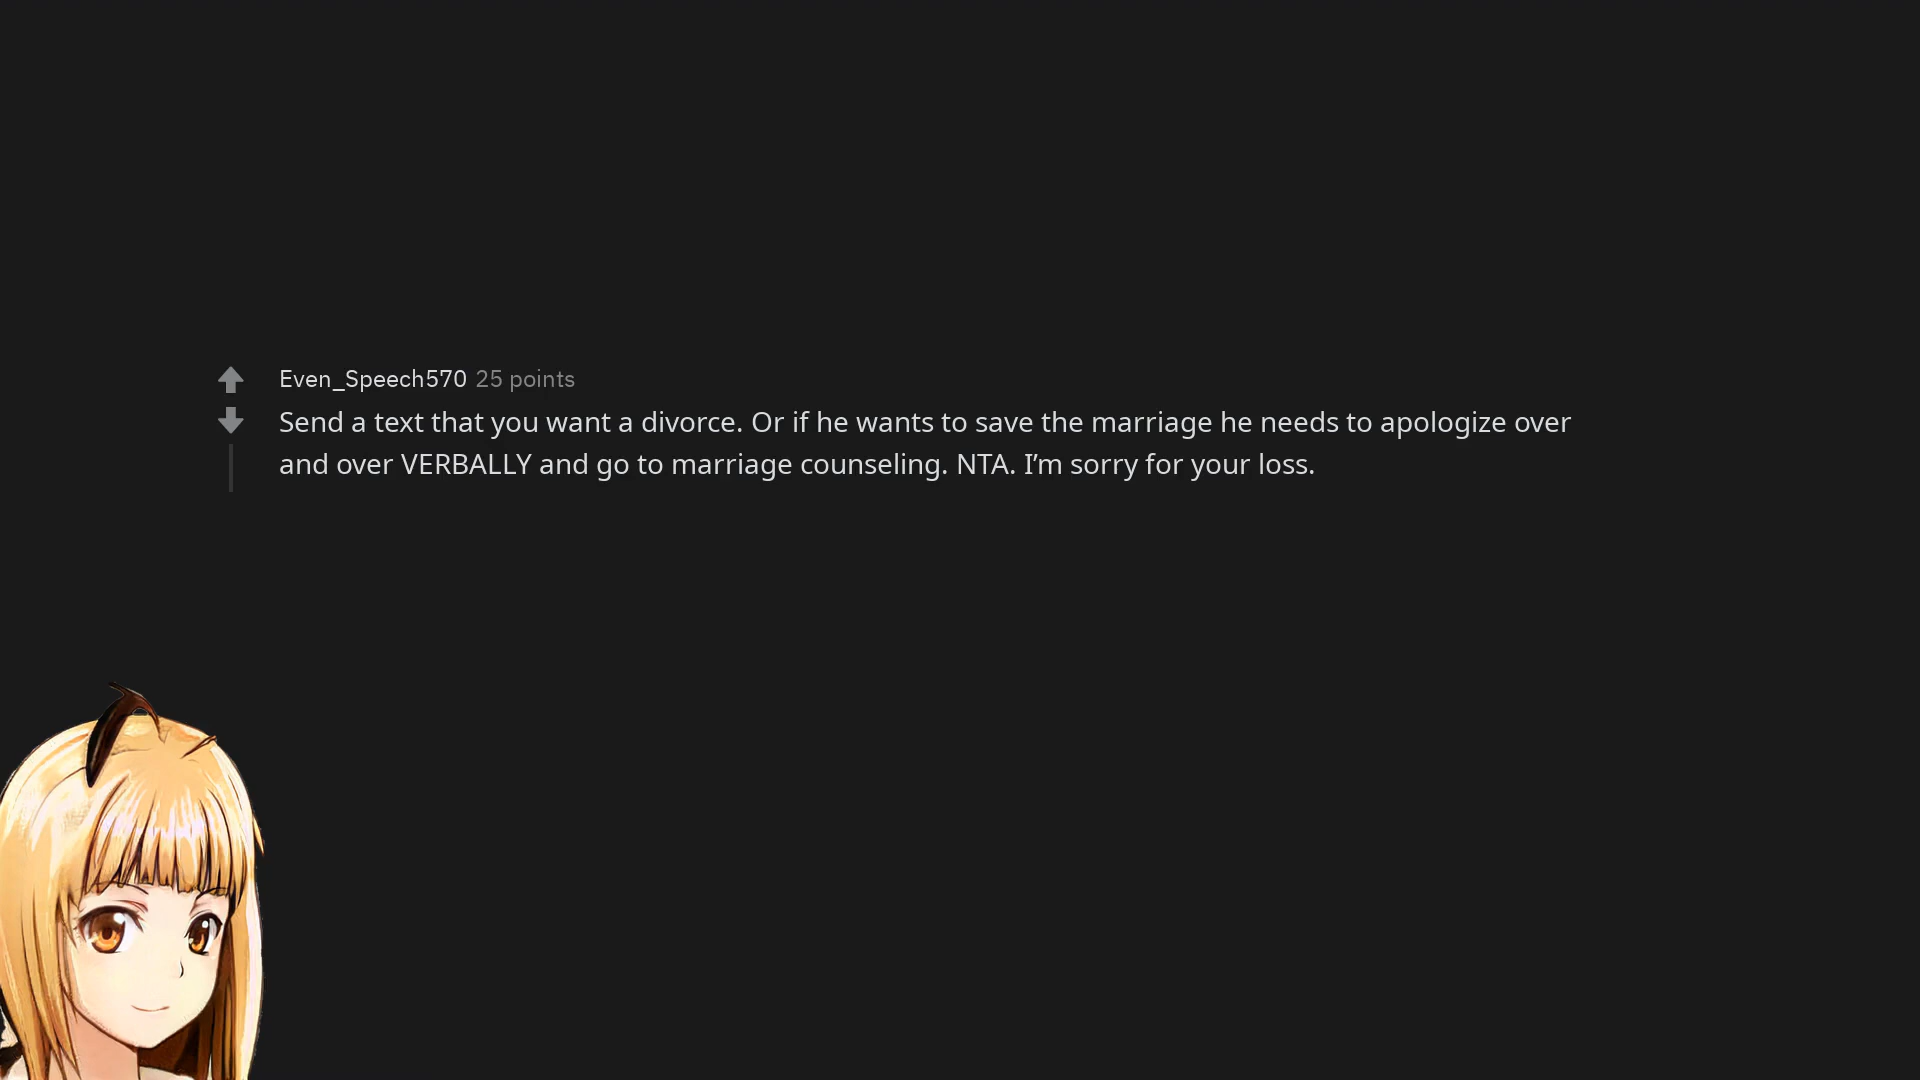 Even_Speech570 25 points
Send a text that you want a divorce. Or if he wants to save the marriage he needs to apologize over
and over VERBALLY and go to marriage counseling. NTA. I’m sorry for your loss.